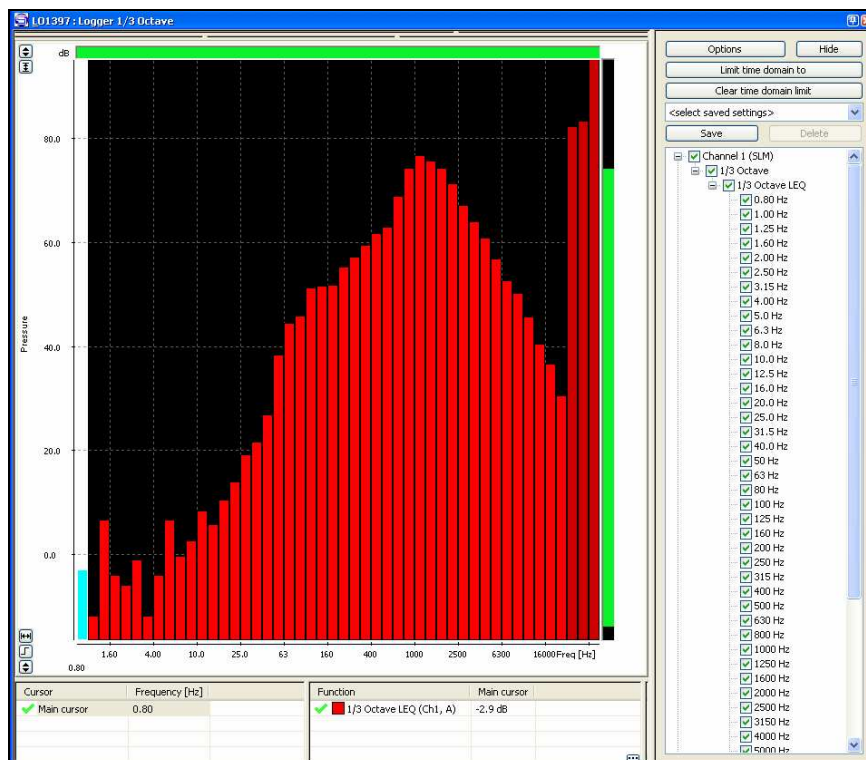 LO1397 : Logger 1/3 Octave
dB
80.0
60.0
40.0
20.0
0.0
Pressure
1.60 4.00 10.0 25.0 63 160 400 1000 2500 6300 16000 Freq [Hz]
0.80
Cursor Frequency [Hz]
Main cursor 0.80
Function Main cursor
1/3 Octave LEQ (Ch1, A) -2.9 dB
Options Hide
Limit time domain to
Clear time domain limit
<select saved settings>
Save Delete
Channel 1 (SLM)
1/3 Octave
1/3 Octave LEQ
0.80 Hz
1.00 Hz
1.25 Hz
1.60 Hz
2.00 Hz
2.50 Hz
3.15 Hz
4.00 Hz
5.0 Hz
6.3 Hz
8.0 Hz
10.0 Hz
12.5 Hz
16.0 Hz
20.0 Hz
25.0 Hz
31.5 Hz
40.0 Hz
50 Hz
63 Hz
80 Hz
100 Hz
125 Hz
160 Hz
200 Hz
250 Hz
315 Hz
400 Hz
500 Hz
630 Hz
800 Hz
1000 Hz
1250 Hz
1600 Hz
2000 Hz
2500 Hz
3150 Hz
4000 Hz
5000 Hz